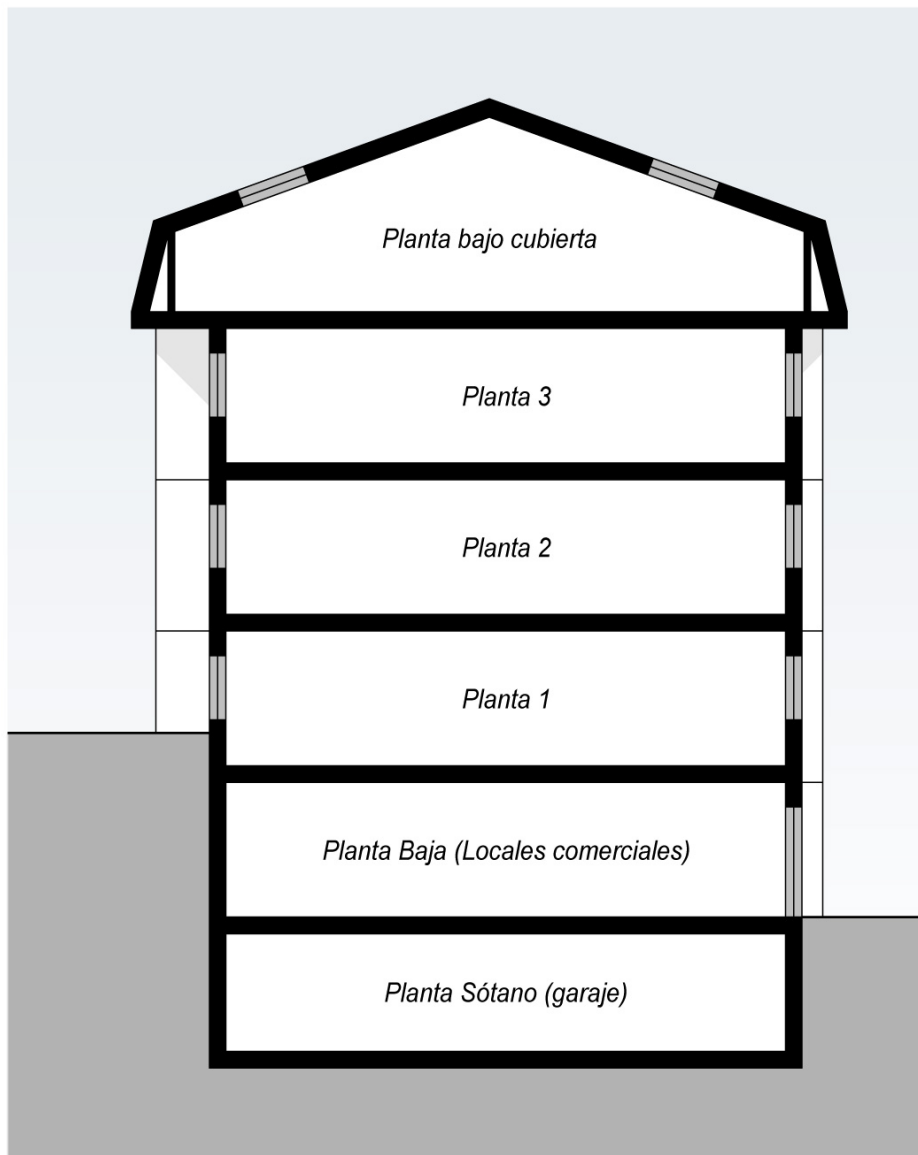 Planta bajo cubierta
Planta 3
Planta 2
Planta 1
Planta Baja (Locales comerciales)
Planta Sótano (garaje)